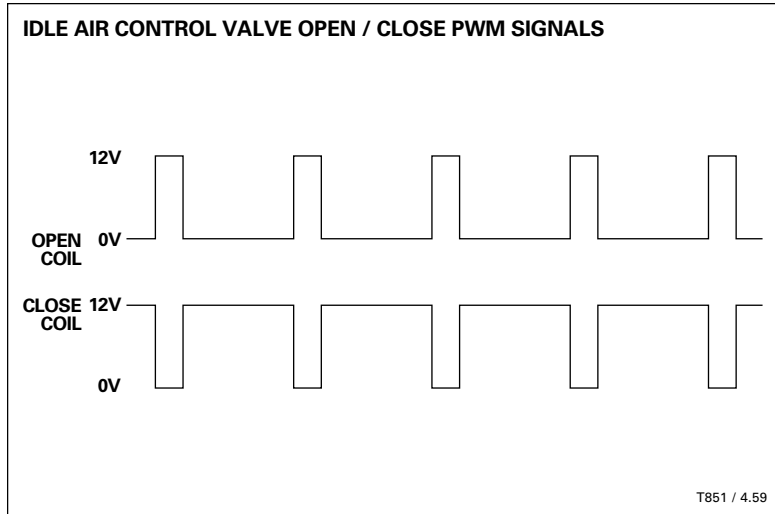 IDLE AIR CONTROL VALVE OPEN / CLOSE PWM SIGNALS
12V
OPEN 0V
COIL
CLOSE 12V
COIL
0V
T851 / 4.59